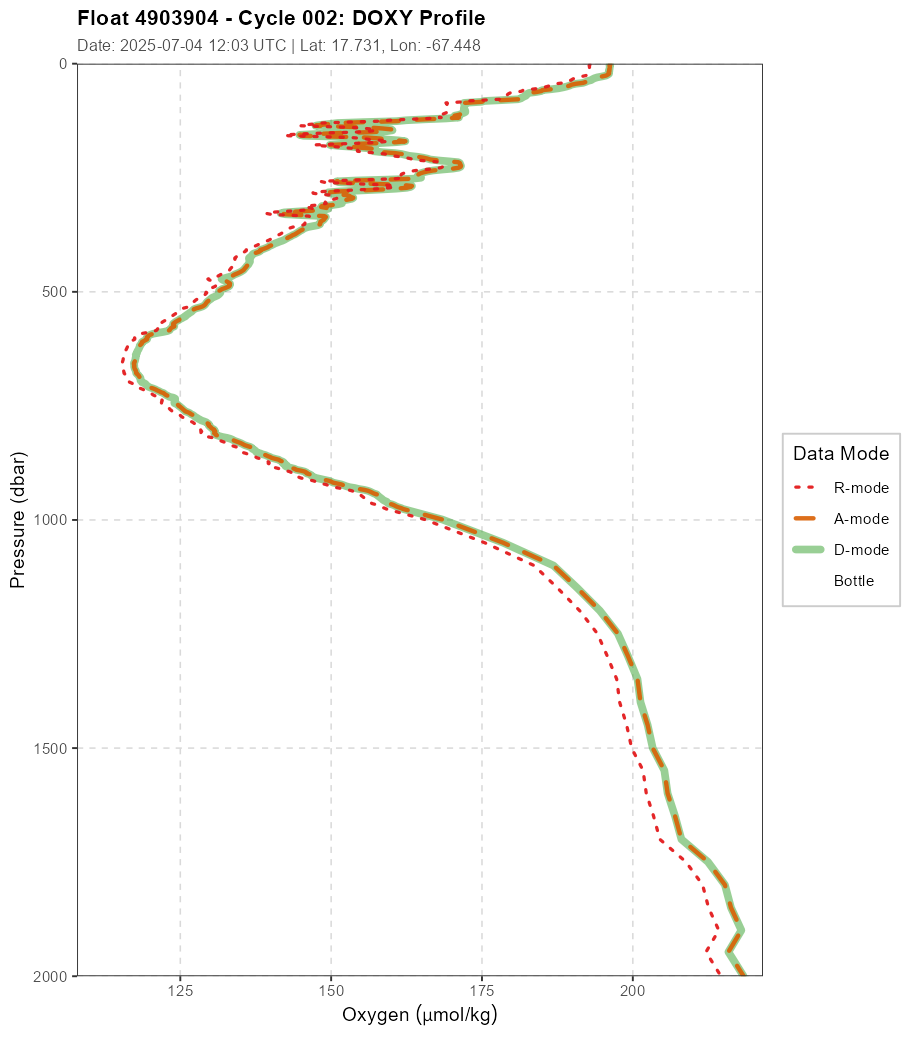 Float 4903904 - Cycle 002: DOXY Profile
Date: 2025-07-04 12:03 UTC | Lat: 17.731, Lon: -67.448
0
500
1000
1500
2000
Pressure (dbar)
125
150
175
200
Oxygen (μmol/kg)
Data Mode
R-mode
A-mode
D-mode
Bottle